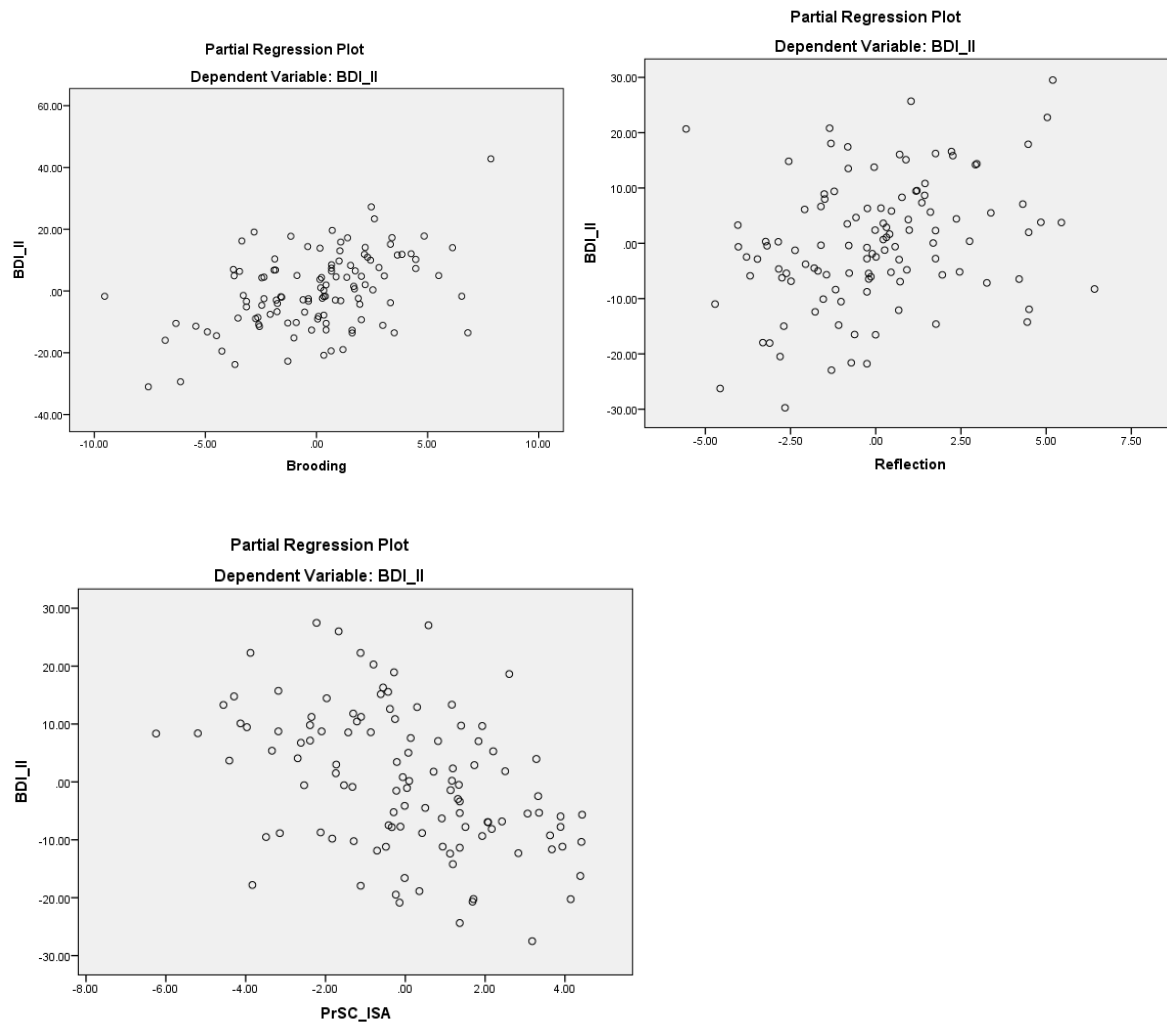 Partial Regression Plot
Dependent Variable: BDI_II
60.00
40.00
20.00
.00
-20.00
-40.00
BDI_II
-10.00 -5.00 .00 5.00 10.00
Brooding
Partial Regression Plot
Dependent Variable: BDI_II
30.00
20.00
10.00
.00
-10.00
-20.00
-30.00
BDI_II
-5.00 -2.50 .00 2.50 5.00 7.50
Reflection
Partial Regression Plot
Dependent Variable: BDI_II
30.00
20.00
10.00
.00
-10.00
-20.00
-30.00
BDI_II
-8.00 -6.00 -4.00 -2.00 .00 2.00 4.00
PrSC_ISA